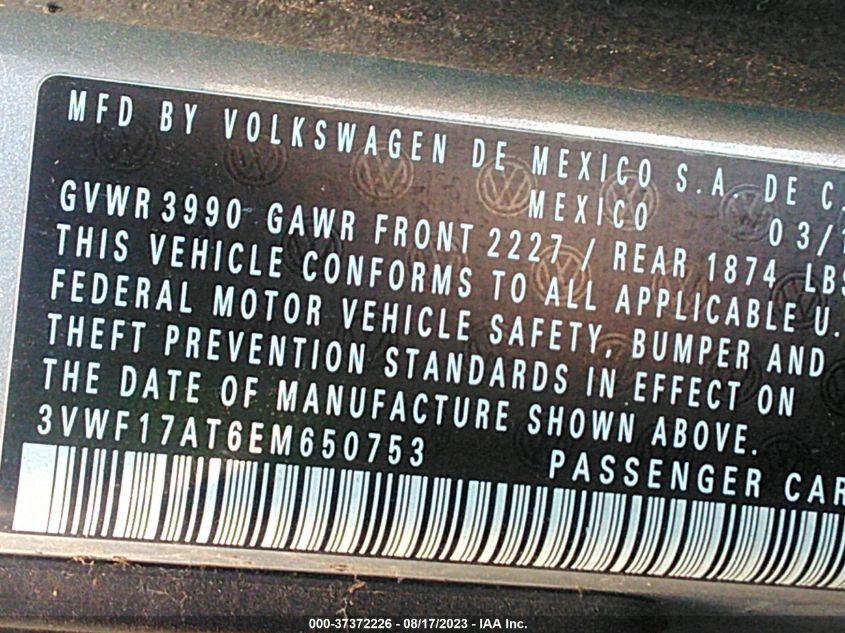 MFD BY VOLKSWAGEN DE MEXICO S.A. DE C.
MEXICO 03/1
GVWR 3990 GAWR FRONT 2227 / REAR 1874 LBS
THIS VEHICLE CONFORMS TO ALL APPLICABLE U.
FEDERAL MOTOR VEHICLE SAFETY, BUMPER AND
THEFT PREVENTION STANDARDS IN EFFECT ON
THE DATE OF MANUFACTURE SHOWN ABOVE.
3VWF17AT6EM650753 PASSENGER CAR
000-37372226 - 08/17/2023 - IAA Inc.